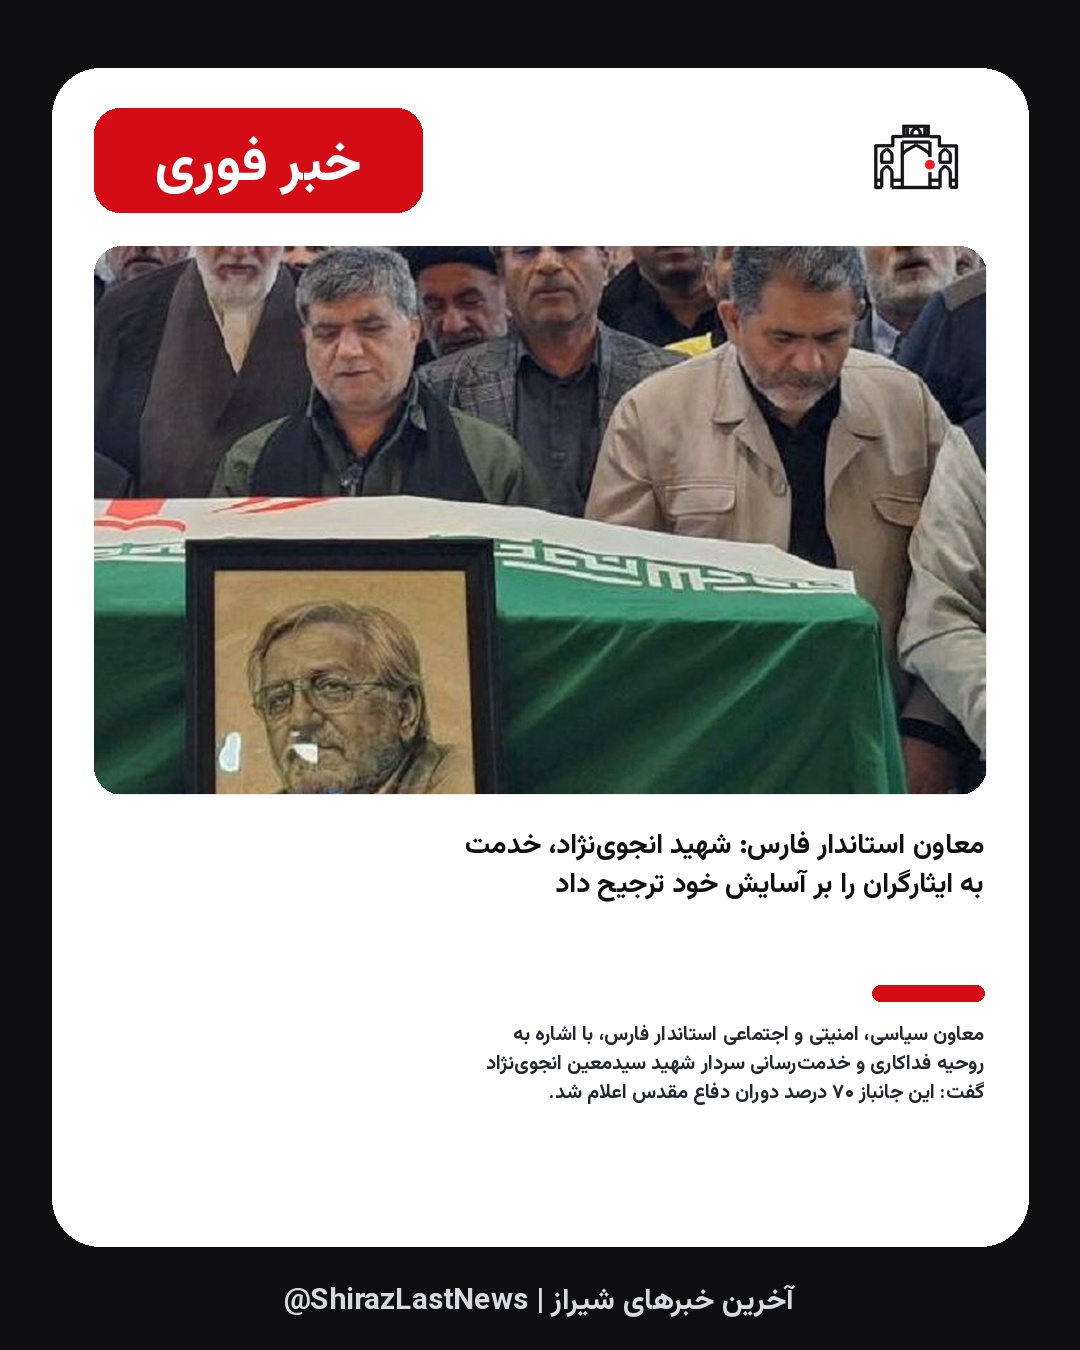 خبر فوری
معاون استاندار فارس: شهید انجوی‌نژاد، خدمت
به ایثارگران را بر آسایش خود ترجیح داد
معاون سیاسی، امنیتی و اجتماعی استاندار فارس، با اشاره به
روحیه فداکاری و خدمت‌رسانی سردار شهید سیدمعین انجوی‌نژاد
گفت: این جانباز ۷۰ درصد دوران دفاع مقدس اعلام شد.
آخرین خبرهای شیراز | @ShirazLastNews